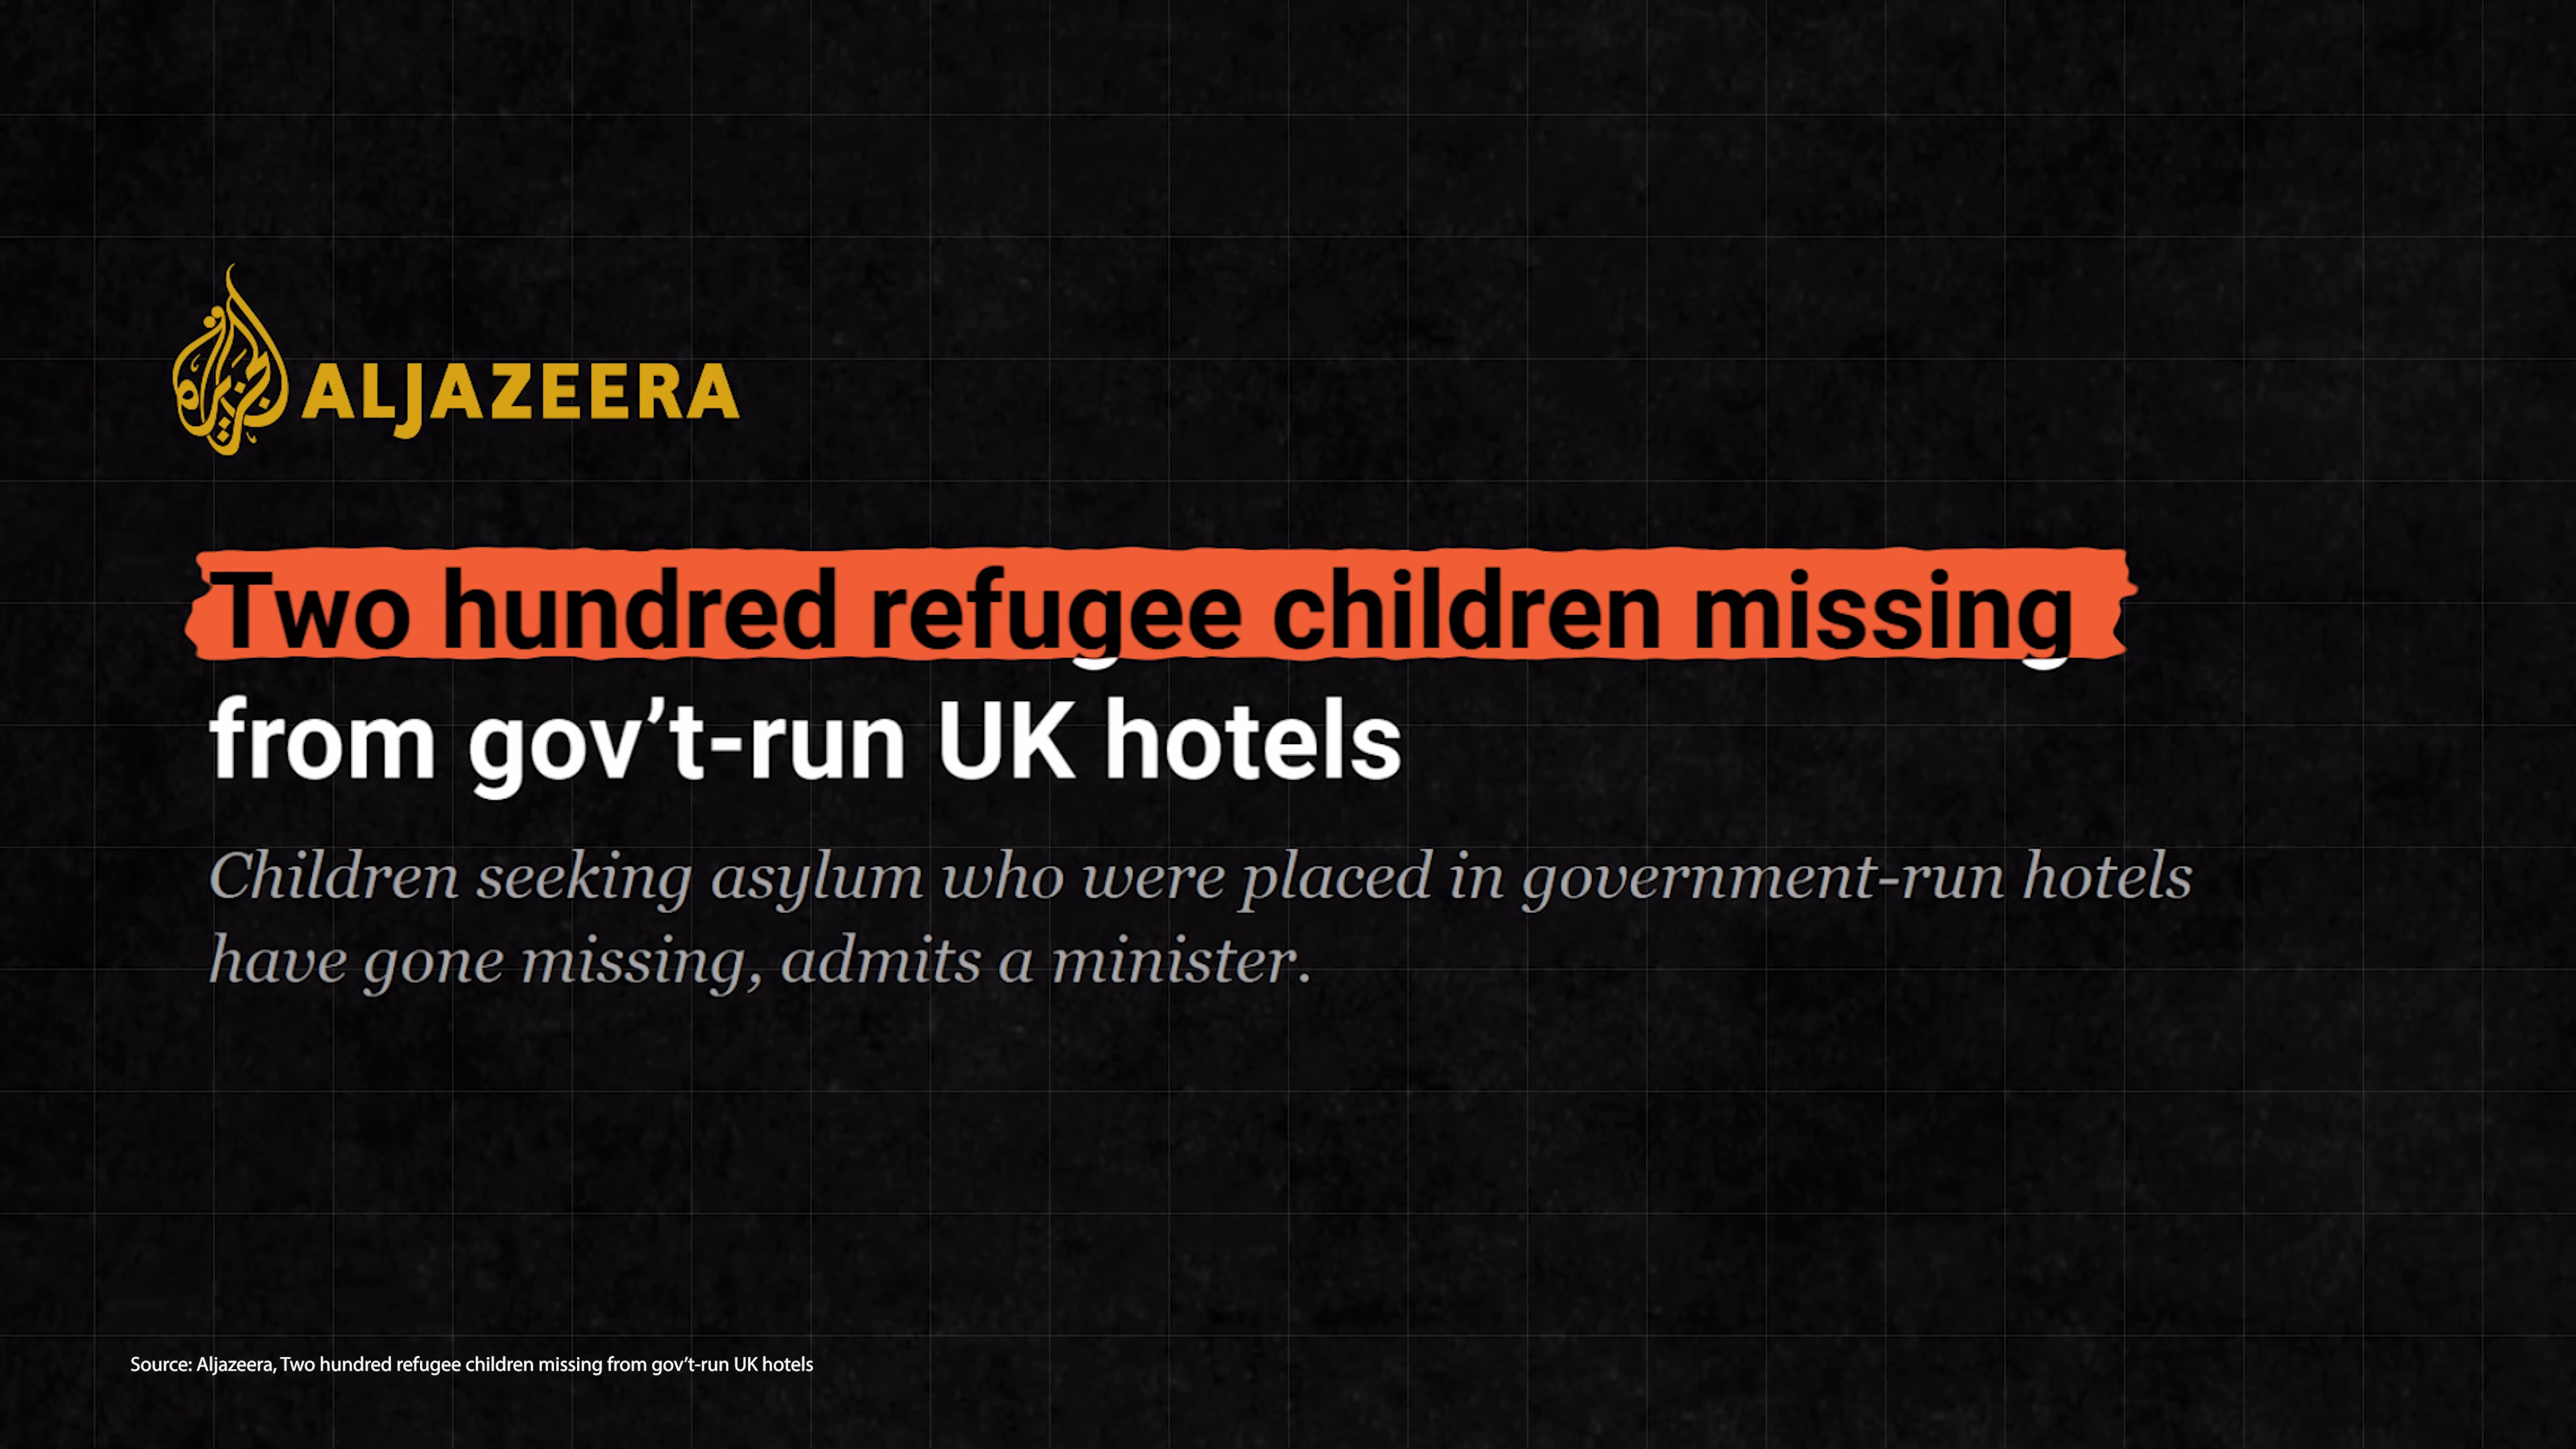 الجزيرة
ALJAZEERA
Two hundred refugee children missing
from gov’t-run UK hotels
Children seeking asylum who were placed in government-run hotels
have gone missing, admits a minister.
Source: Aljazeera, Two hundred refugee children missing from gov’t-run UK hotels